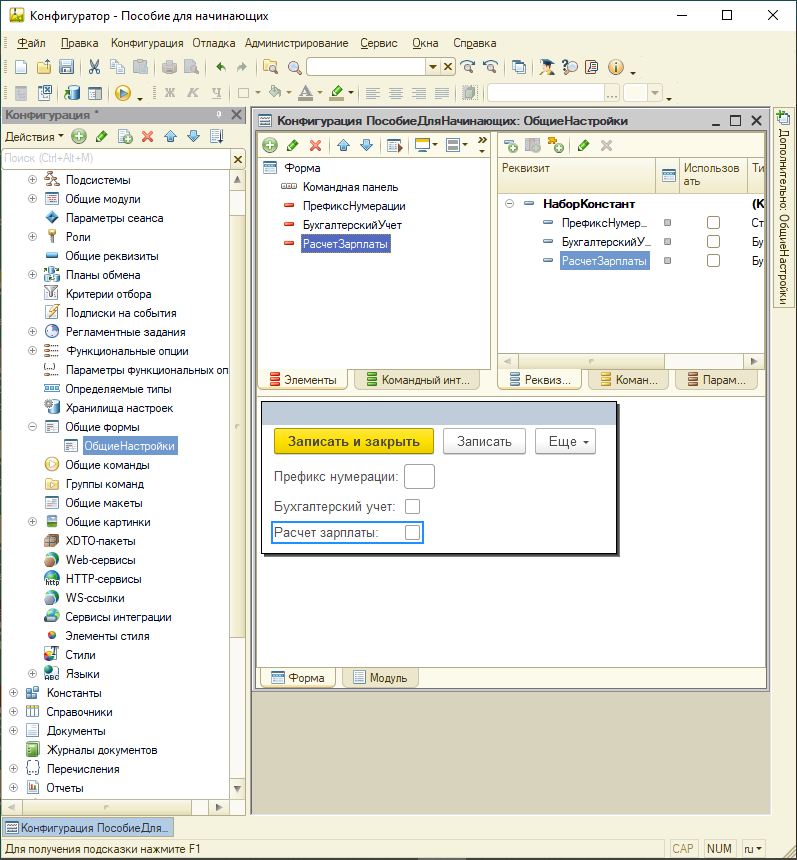 Конфигуратор - Пособие для начинающих
Файл Правка Конфигурация Отладка Администрирование Сервис Окна Справка
Ж К Ч
Конфигурация *
Действия
Поиск (Ctrl+Alt+M)
Подсистемы
Общие модули
Параметры сеанса
Роли
Общие реквизиты
Планы обмена
Критерии отбора
Подписки на события
Регламентные задания
Функциональные опции
Параметры функциональных оп
Определяемые типы
Хранилища настроек
Общие формы
ОбщиеНастройки
Общие команды
Группы команд
Общие макеты
Общие картинки
XDTO-пакеты
Web-сервисы
HTTP-сервисы
WS-ссылки
Сервисы интеграции
Элементы стиля
Стили
Языки
Константы
Справочники
Документы
Журналы документов
Перечисления
Отчеты
Конфигурация ПособиеДляНачинающих: ОбщиеНастройки
Форма
Командная панель
ПрефиксНумерации
БухгалтерскийУчет
РасчетЗарплаты
Элементы
Командный инт...
Реквизит
Использов
ать
Ти
НаборКонстант (К
ПрефиксНумер... Ст
БухгалтерскийУ... Бу
РасчетЗарплаты Бу
Реквиз...
Коман...
Парам...
Записать и закрыть
Записать
Еще
Префикс нумерации:
Бухгалтерский учет:
Расчет зарплаты:
Форма
Модуль
Дополнительно: ОбщиеНастройки
Конфигурация ПособиеДля...
Для получения подсказки нажмите F1
CAP NUM ru